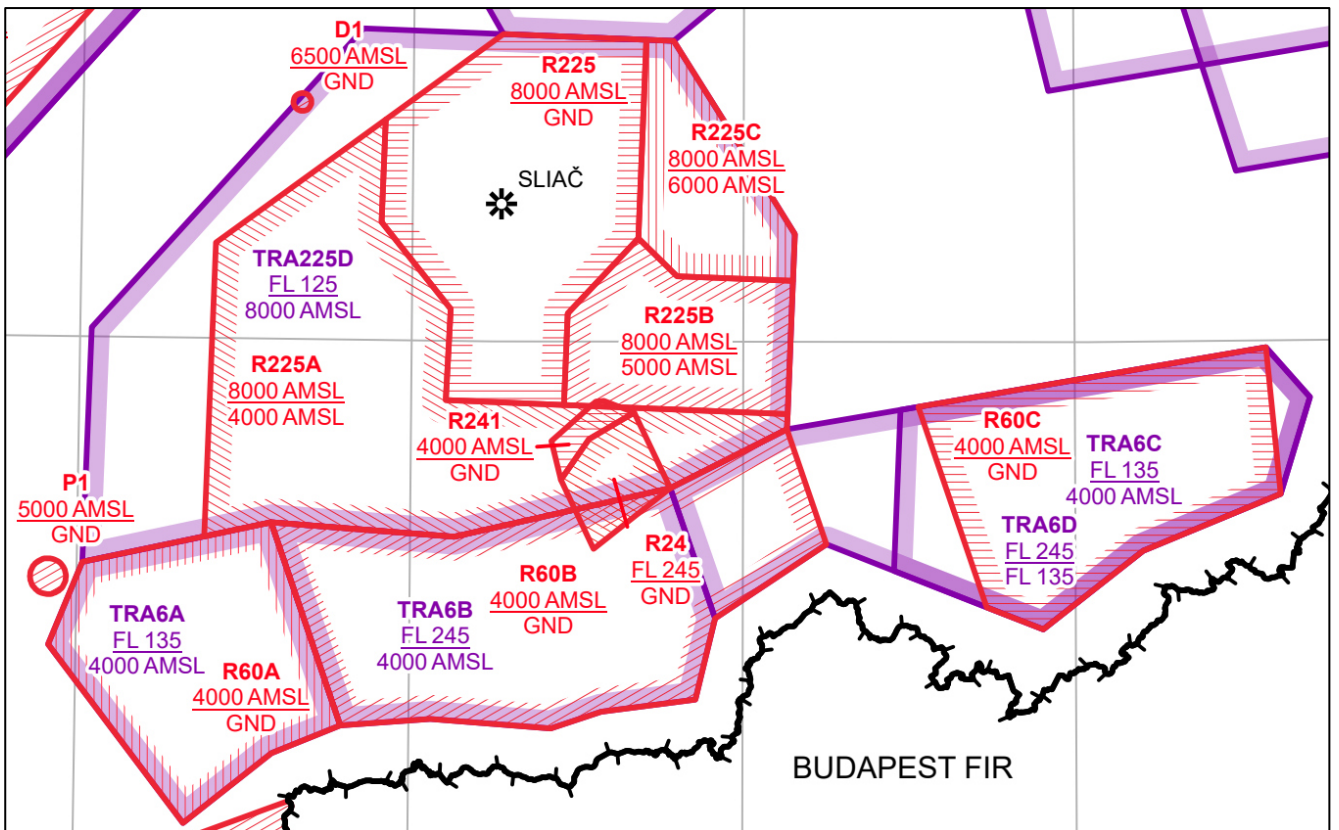 D1
6500 AMSL
GND
R225
8000 AMSL
GND
R225C
8000 AMSL
6000 AMSL
SLIAČ
TRA225D
FL 125
8000 AMSL
R225B
8000 AMSL
5000 AMSL
R225A
8000 AMSL
4000 AMSL
R241
4000 AMSL
GND
R60C
4000 AMSL
GND
TRA6C
FL 135
4000 AMSL
P1
5000 AMSL
GND
TRA6D
FL 245
FL 135
R24
FL 245
GND
R60B
4000 AMSL
GND
TRA6A
FL 135
4000 AMSL
TRA6B
FL 245
4000 AMSL
R60A
4000 AMSL
GND
BUDAPEST FIR